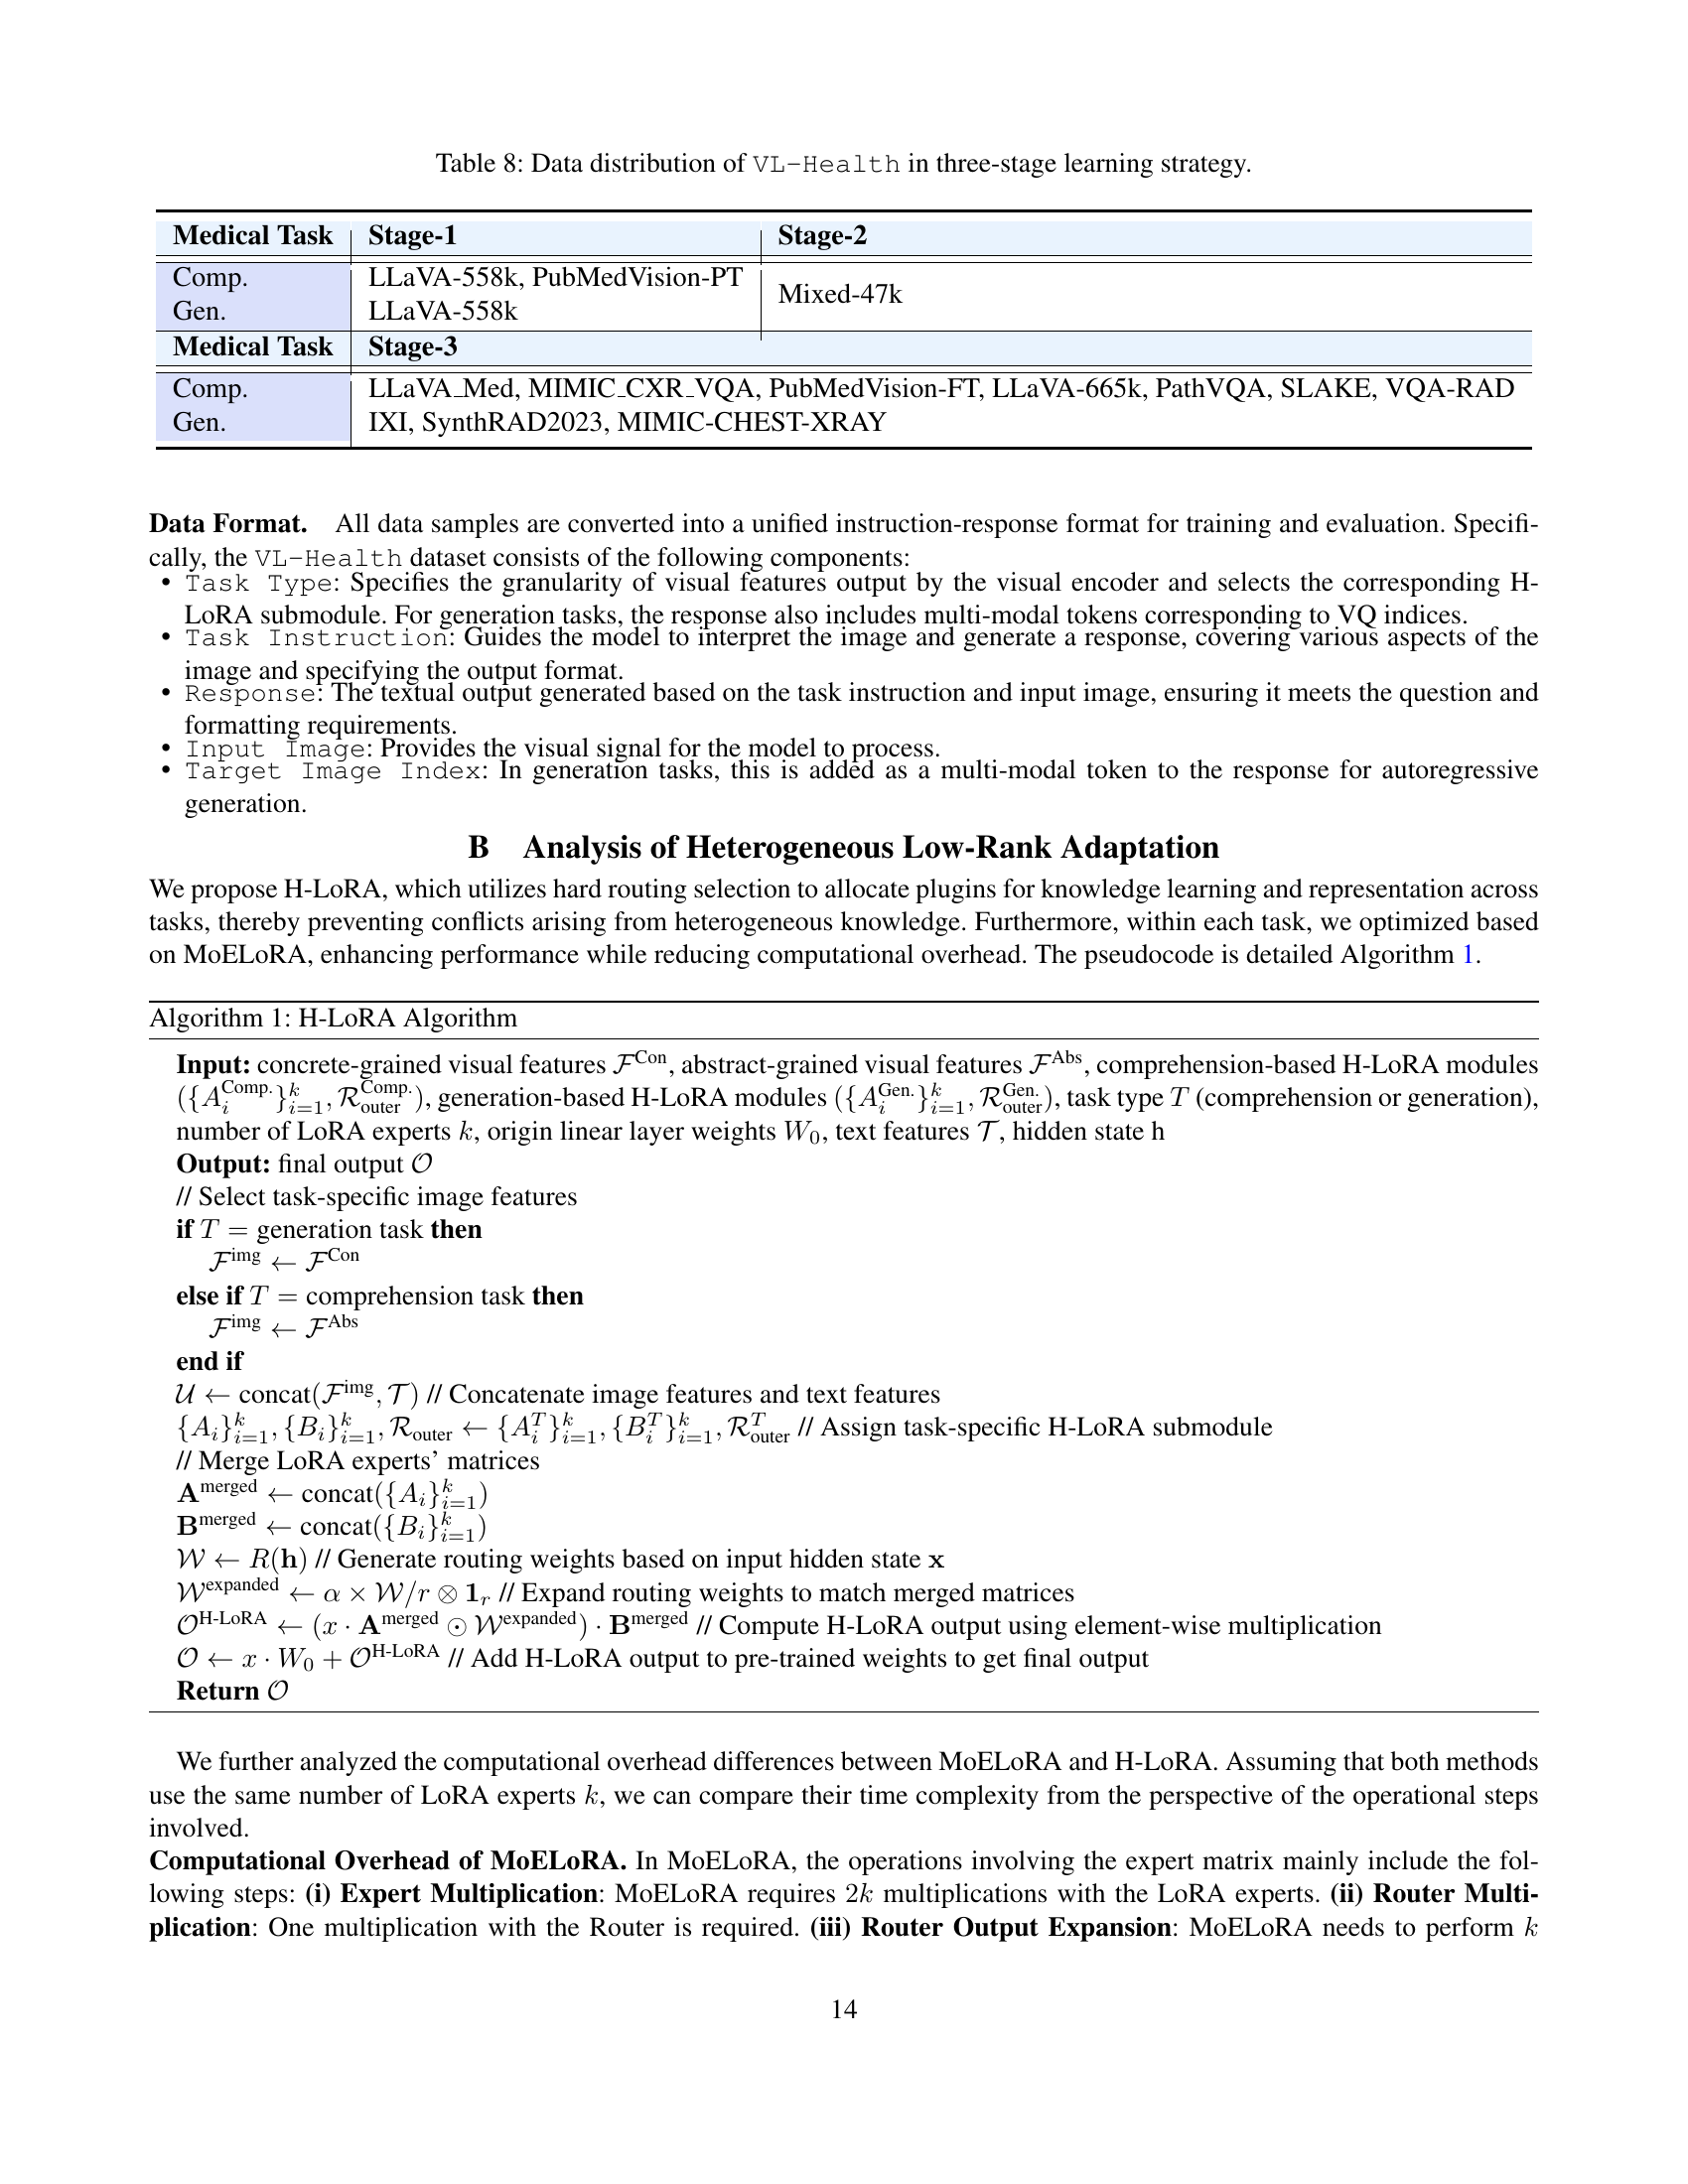 Table 8: Data distribution of VL-Health in three-stage learning strategy.
Medical Task Stage-1 Stage-2
Comp. LLaVA-558k, PubMedVision-PT
Mixed-47k
Gen. LLaVA-558k
Medical Task Stage-3
Comp. LLaVA_Med, MIMIC_CXR_VQA, PubMedVision-FT, LLaVA-665k, PathVQA, SLAKE, VQA-RAD
Gen. IXI, SynthRAD2023, MIMIC-CHEST-XRAY
Data Format. All data samples are converted into a unified instruction-response format for training and evaluation. Specifi-
cally, the VL-Health dataset consists of the following components:
• Task Type: Specifies the granularity of visual features output by the visual encoder and selects the corresponding H-
LoRA submodule. For generation tasks, the response also includes multi-modal tokens corresponding to VQ indices.
• Task Instruction: Guides the model to interpret the image and generate a response, covering various aspects of the
image and specifying the output format.
• Response: The textual output generated based on the task instruction and input image, ensuring it meets the question and
formatting requirements.
• Input Image: Provides the visual signal for the model to process.
• Target Image Index: In generation tasks, this is added as a multi-modal token to the response for autoregressive
generation.
B Analysis of Heterogeneous Low-Rank Adaptation
We propose H-LoRA, which utilizes hard routing selection to allocate plugins for knowledge learning and representation across
tasks, thereby preventing conflicts arising from heterogeneous knowledge. Furthermore, within each task, we optimized based
on MoELoRA, enhancing performance while reducing computational overhead. The pseudocode is detailed Algorithm 1.
Algorithm 1: H-LoRA Algorithm
Input: concrete-grained visual features $\mathcal{F}^{\text{Con}}$, abstract-grained visual features $\mathcal{F}^{\text{Abs}}$, comprehension-based H-LoRA modules
$(\{A_i^{\text{Comp.}}\}_{i=1}^k, \mathcal{R}_{\text{outer}}^{\text{Comp.}})$, generation-based H-LoRA modules $(\{A_i^{\text{Gen.}}\}_{i=1}^k, \mathcal{R}_{\text{outer}}^{\text{Gen.}})$, task type $T$ (comprehension or generation),
number of LoRA experts $k$, origin linear layer weights $W_0$, text features $\mathcal{T}$, hidden state h
Output: final output $\mathcal{O}$
// Select task-specific image features
if $T$ = generation task then
$\mathcal{F}^{\text{img}} \leftarrow \mathcal{F}^{\text{Con}}$
else if $T$ = comprehension task then
$\mathcal{F}^{\text{img}} \leftarrow \mathcal{F}^{\text{Abs}}$
end if
$\mathcal{U} \leftarrow \text{concat}(\mathcal{F}^{\text{img}}, \mathcal{T})$ // Concatenate image features and text features
$\{A_i\}_{i=1}^k, \{B_i\}_{i=1}^k, \mathcal{R}_{\text{outer}} \leftarrow \{A_i^T\}_{i=1}^k, \{B_i^T\}_{i=1}^k, \mathcal{R}_{\text{outer}}^T$ // Assign task-specific H-LoRA submodule
// Merge LoRA experts' matrices
$\mathbf{A}^{\text{merged}} \leftarrow \text{concat}(\{A_i\}_{i=1}^k)$
$\mathbf{B}^{\text{merged}} \leftarrow \text{concat}(\{B_i\}_{i=1}^k)$
$\mathcal{W} \leftarrow R(\mathbf{h})$ // Generate routing weights based on input hidden state $\mathbf{x}$
$\mathcal{W}^{\text{expanded}} \leftarrow \alpha \times \mathcal{W}/r \otimes \mathbf{1}_r$ // Expand routing weights to match merged matrices
$\mathcal{O}^{\text{H-LoRA}} \leftarrow (x \cdot \mathbf{A}^{\text{merged}} \odot \mathcal{W}^{\text{expanded}}) \cdot \mathbf{B}^{\text{merged}}$ // Compute H-LoRA output using element-wise multiplication
$\mathcal{O} \leftarrow x \cdot W_0 + \mathcal{O}^{\text{H-LoRA}}$ // Add H-LoRA output to pre-trained weights to get final output
Return $\mathcal{O}$
We further analyzed the computational overhead differences between MoELoRA and H-LoRA. Assuming that both methods
use the same number of LoRA experts $k$, we can compare their time complexity from the perspective of the operational steps
involved.
Computational Overhead of MoELoRA. In MoELoRA, the operations involving the expert matrix mainly include the fol-
lowing steps: (i) Expert Multiplication: MoELoRA requires $2k$ multiplications with the LoRA experts. (ii) Router Multi-
plication: One multiplication with the Router is required. (iii) Router Output Expansion: MoELoRA needs to perform $k$
14